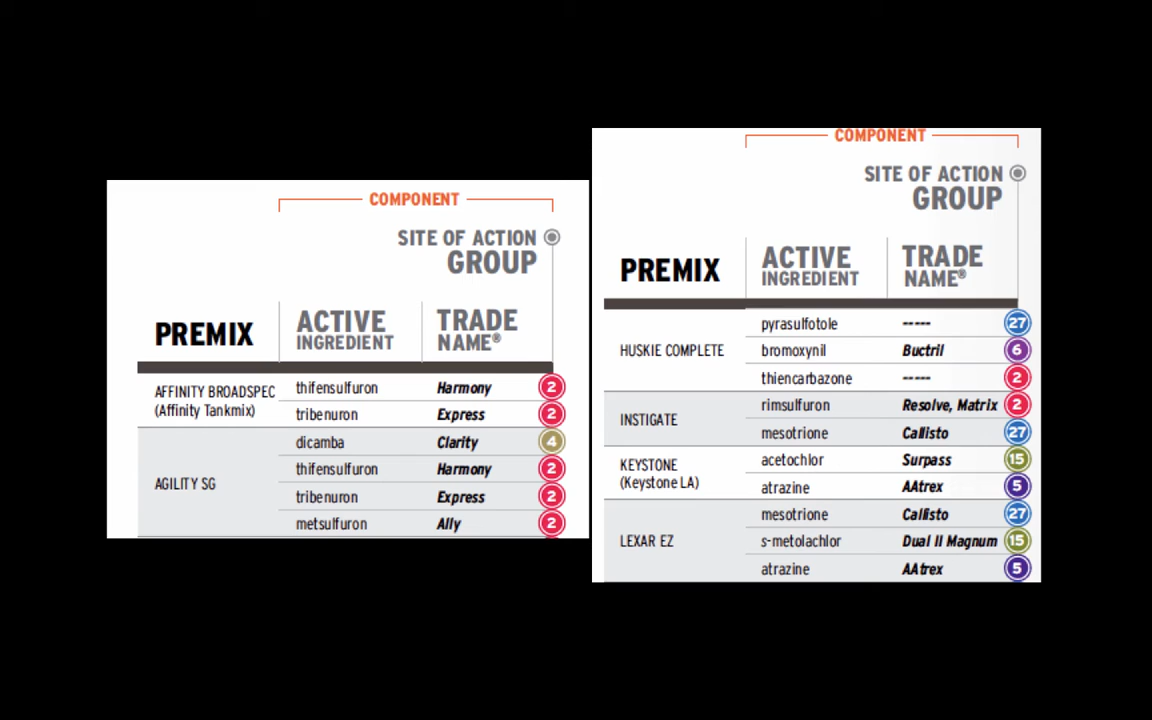 COMPONENT
SITE OF ACTION
GROUP
PREMIX
ACTIVE
INGREDIENT
TRADE
NAME®
AFFINITY BROADSPEC
(Affinity Tankmix)
thifensulfuron Harmony 2
tribenuron Express 2
AGILITY SG
dicamba Clarity 4
thifensulfuron Harmony 2
tribenuron Express 2
metsulfuron Ally 2
COMPONENT
SITE OF ACTION
GROUP
PREMIX
ACTIVE
INGREDIENT
TRADE
NAME®
HUSKIE COMPLETE
pyrasulfotole ----- 27
bromoxynil Buctril 6
thiencarbazone ----- 2
INSTIGATE
rimsulfuron Resolve, Matrix 2
mesotrione Callisto 27
KEYSTONE
(Keystone LA)
acetochlor Surpass 15
atrazine AAtrex 5
LEXAR EZ
mesotrione Callisto 27
s-metolachlor Dual II Magnum 15
atrazine AAtrex 5